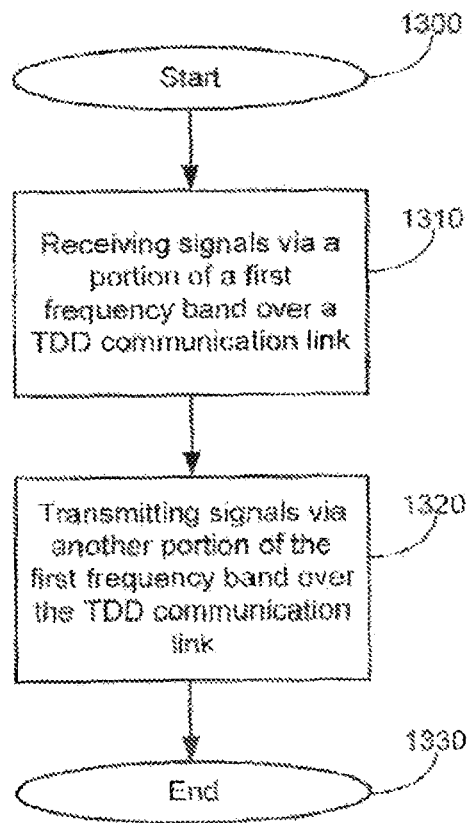 1300
Start
1310
Receiving signals via a
portion of a first
frequency band over a
TDD communication link
1320
Transmitting signals via
another portion of the
first frequency band over
the TDD communication
link
1330
End